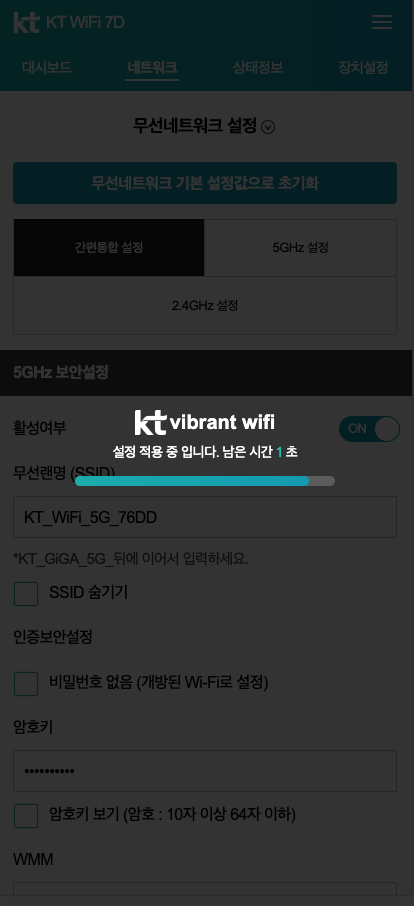 kt KT WiFi 7D
대시보드 네트워크 상태정보 장치설정
무선네트워크 설정
무선네트워크 기본 설정값으로 초기화
간편통합 설정 5GHz 설정
2.4GHz 설정
5GHz 보안설정
kt vibrant wifi
활성여부 ON
설정 적용 중 입니다. 남은 시간 1 초
무선랜명 (SSID)
KT_WiFi_5G_76DD
*KT_GiGA_5G_뒤에 이어서 입력하세요.
SSID 숨기기
인증보안설정
비밀번호 없음 (개방된 Wi-Fi로 설정)
암호키
••••••••••
암호키 보기 (암호 : 10자 이상 64자 이하)
WMM